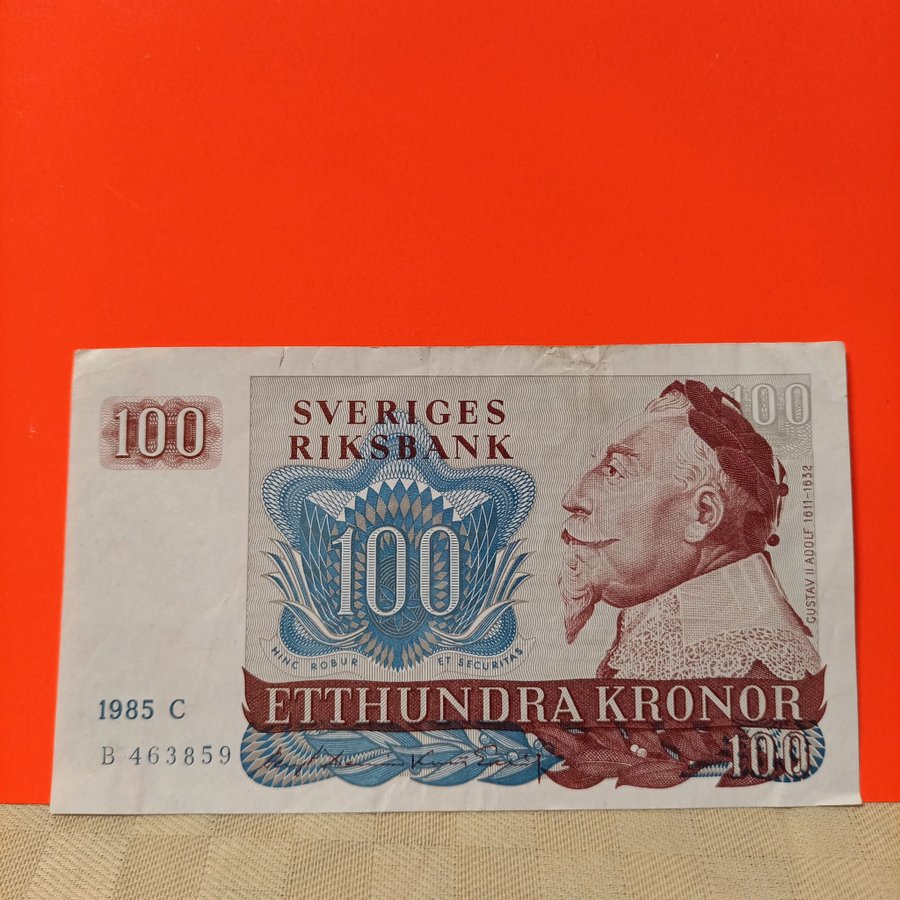 100
SVERIGES
RIKSBANK
100
100
GUSTAV II ADOLF 1611-1632
HINC ROBUR ET SECURITAS
ETTHUNDRA KRONOR
1985 C
B 463859
100